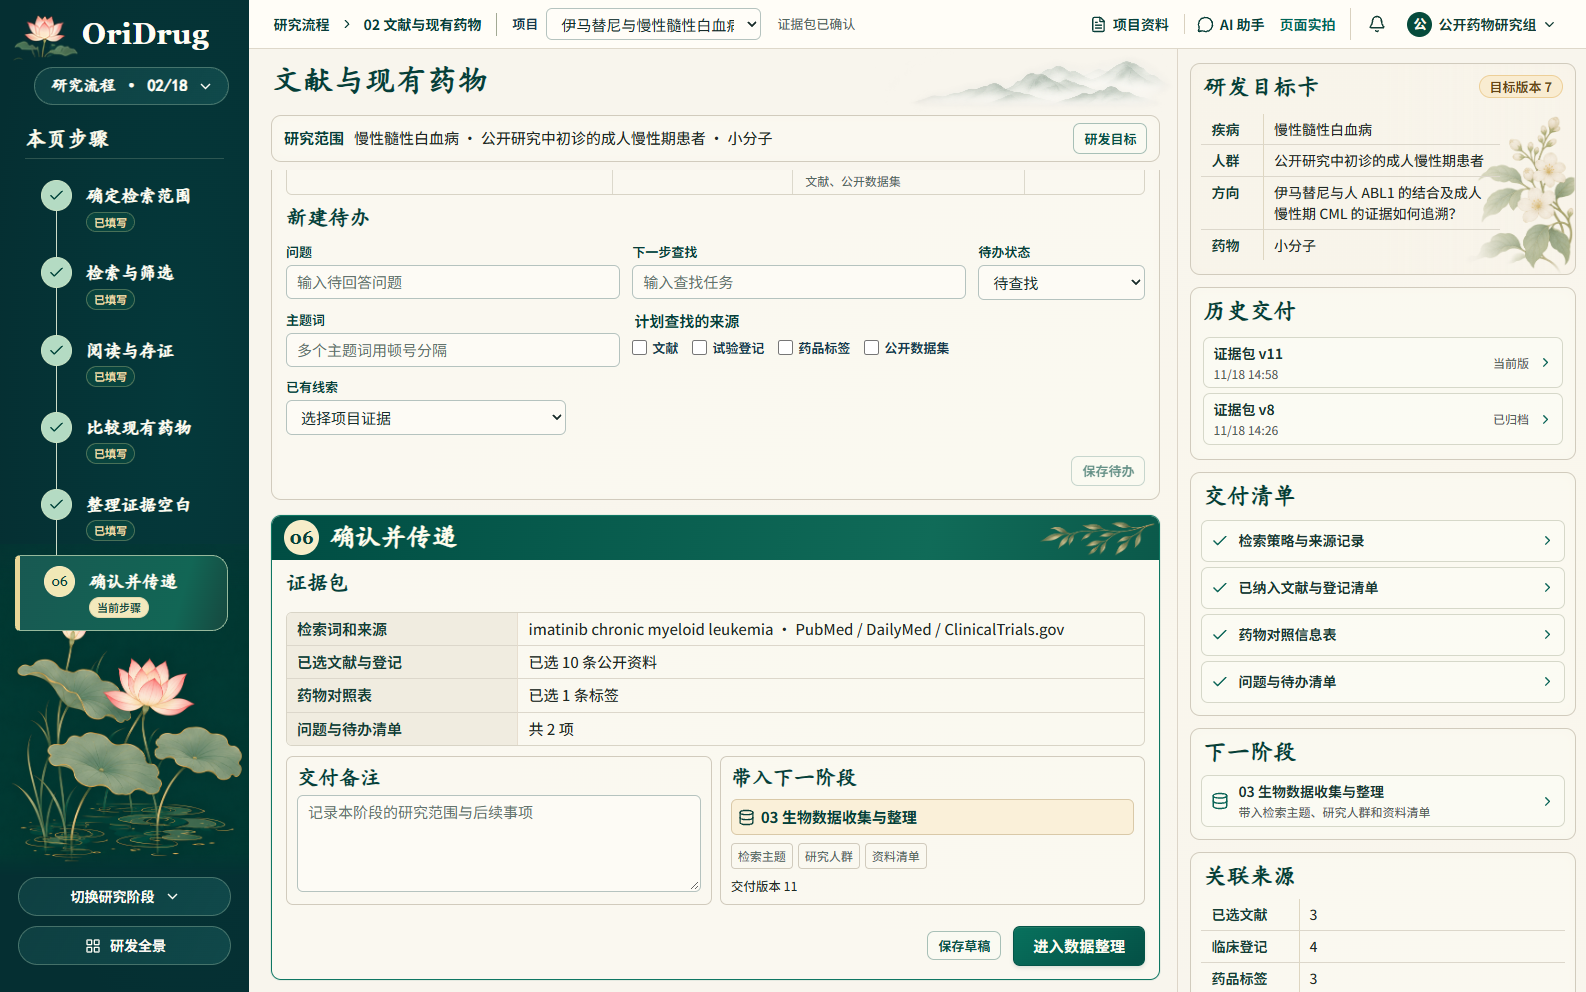 OriDrug
研究流程 • 02/18
本页步骤
确定检索范围
已填写
检索与筛选
已填写
阅读与存证
已填写
比较现有药物
已填写
整理证据空白
已填写
06 确认并传递
当前步骤
切换研究阶段
研发全景
研究流程 > 02 文献与现有药物
项目 伊马替尼与慢性髓性白血病
证据包已确认
项目资料
AI 助手
页面实拍
公 公开药物研究组
文献与现有药物
研究范围 慢性髓性白血病 • 公开研究中初诊的成人慢性期患者 • 小分子
研发目标
文献、公开数据集
新建待办
问题 下一步查找 待办状态
输入待回答问题 输入查找任务 待查找
主题词 计划查找的来源
多个主题词用顿号分隔 文献 试验登记 药品标签 公开数据集
已有线索
选择项目证据
保存待办
06 确认并传递
证据包
检索词和来源 imatinib chronic myeloid leukemia • PubMed / DailyMed / ClinicalTrials.gov
已选文献与登记 已选 10 条公开资料
药物对照表 已选 1 条标签
问题与待办清单 共 2 项
交付备注
记录本阶段的研究范围与后续事项
带入下一阶段
03 生物数据收集与整理
检索主题 研究人群 资料清单
交付版本 11
保存草稿
进入数据整理
研发目标卡
目标版本 7
疾病 慢性髓性白血病
人群 公开研究中初诊的成人慢性期患者
方向 伊马替尼与人 ABL1 的结合及成人
慢性期 CML 的证据如何追溯?
药物 小分子
历史交付
证据包 v11
11/18 14:58
当前版
证据包 v8
11/18 14:26
已归档
交付清单
检索策略与来源记录
已纳入文献与登记清单
药物对照信息表
问题与待办清单
下一阶段
03 生物数据收集与整理
带入检索主题、研究人群和资料清单
关联来源
已选文献 3
临床登记 4
药品标签 3